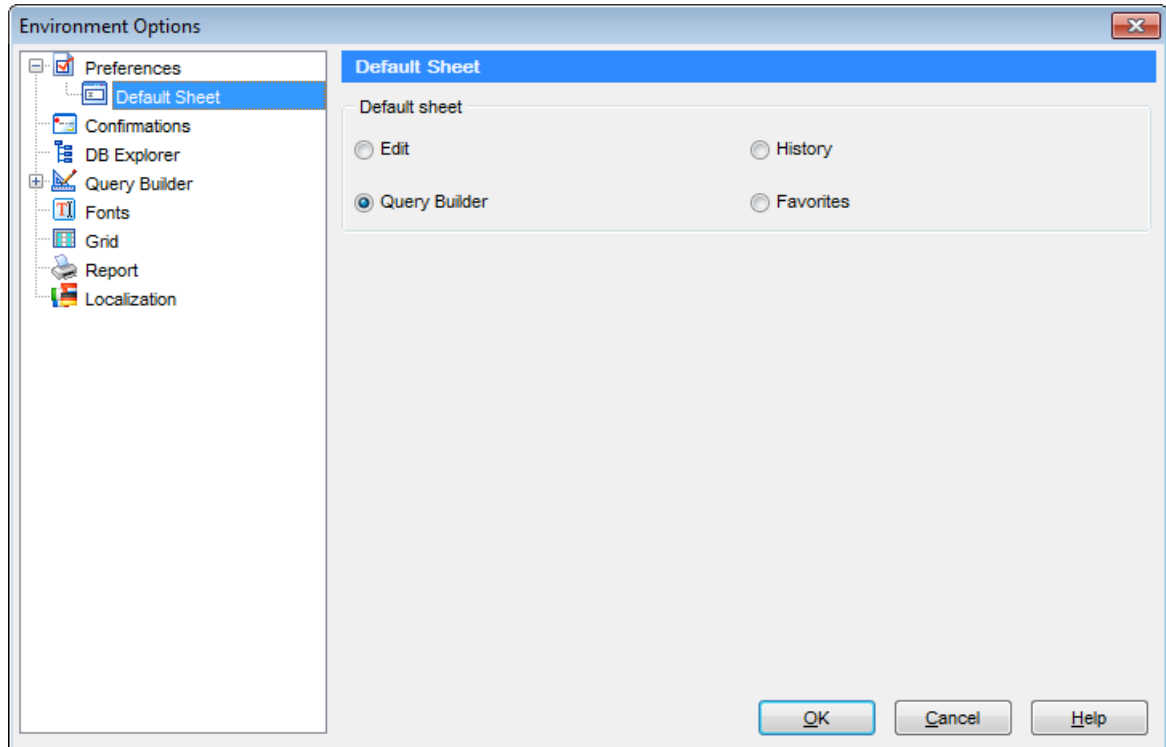 Environment Options
Preferences
Default Sheet
Confirmations
DB Explorer
Query Builder
Fonts
Grid
Report
Localization
Default Sheet
Default sheet
Edit
History
Query Builder
Favorites
OK
Cancel
Help